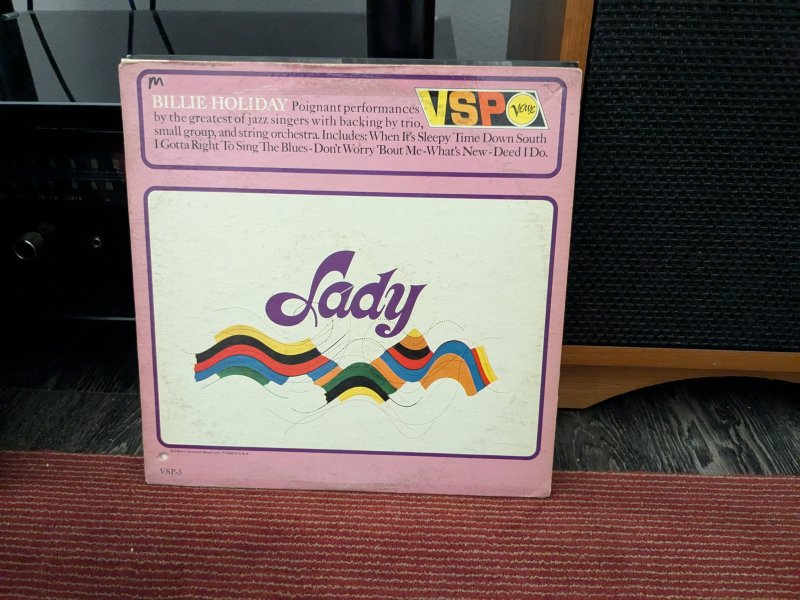 M
BILLIE HOLIDAY Poignant performances
by the greatest of jazz singers with backing by trio,
small group, and string orchestra. Includes: When It's Sleepy Time Down South
I Gotta Right To Sing The Blues-Don't Worry 'Bout Me-What's New-Deed I Do.
VSP
Verve
Lady
VSP-5